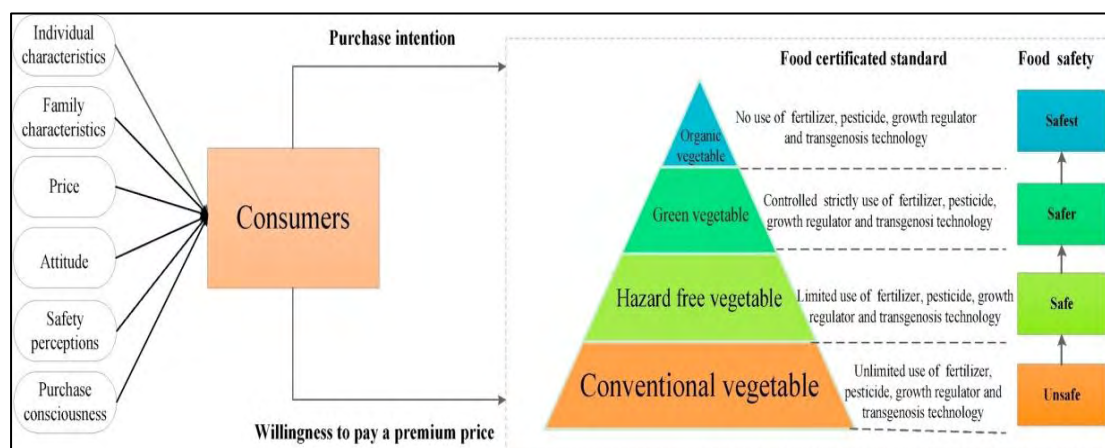 Individual
characteristics
Family
characteristics
Price
Attitude
Safety
perceptions
Purchase
consciousness
Consumers
Purchase intention
Willingness to pay a premium price
Food certificated standard
Food safety
Organic
vegetable
No use of fertilizer, pesticide, growth regulator
and transgenosis technology
Safest
Green vegetable
Controlled strictly use of fertilizer, pesticide,
growth regulator and transgenosi technology
Safer
Hazard free vegetable
Limited use of fertilizer, pesticide, growth
regulator and transgenosis technology
Safe
Conventional vegetable
Unlimited use of fertilizer,
pesticide, growth regulator and
transgenosis technology
Unsafe